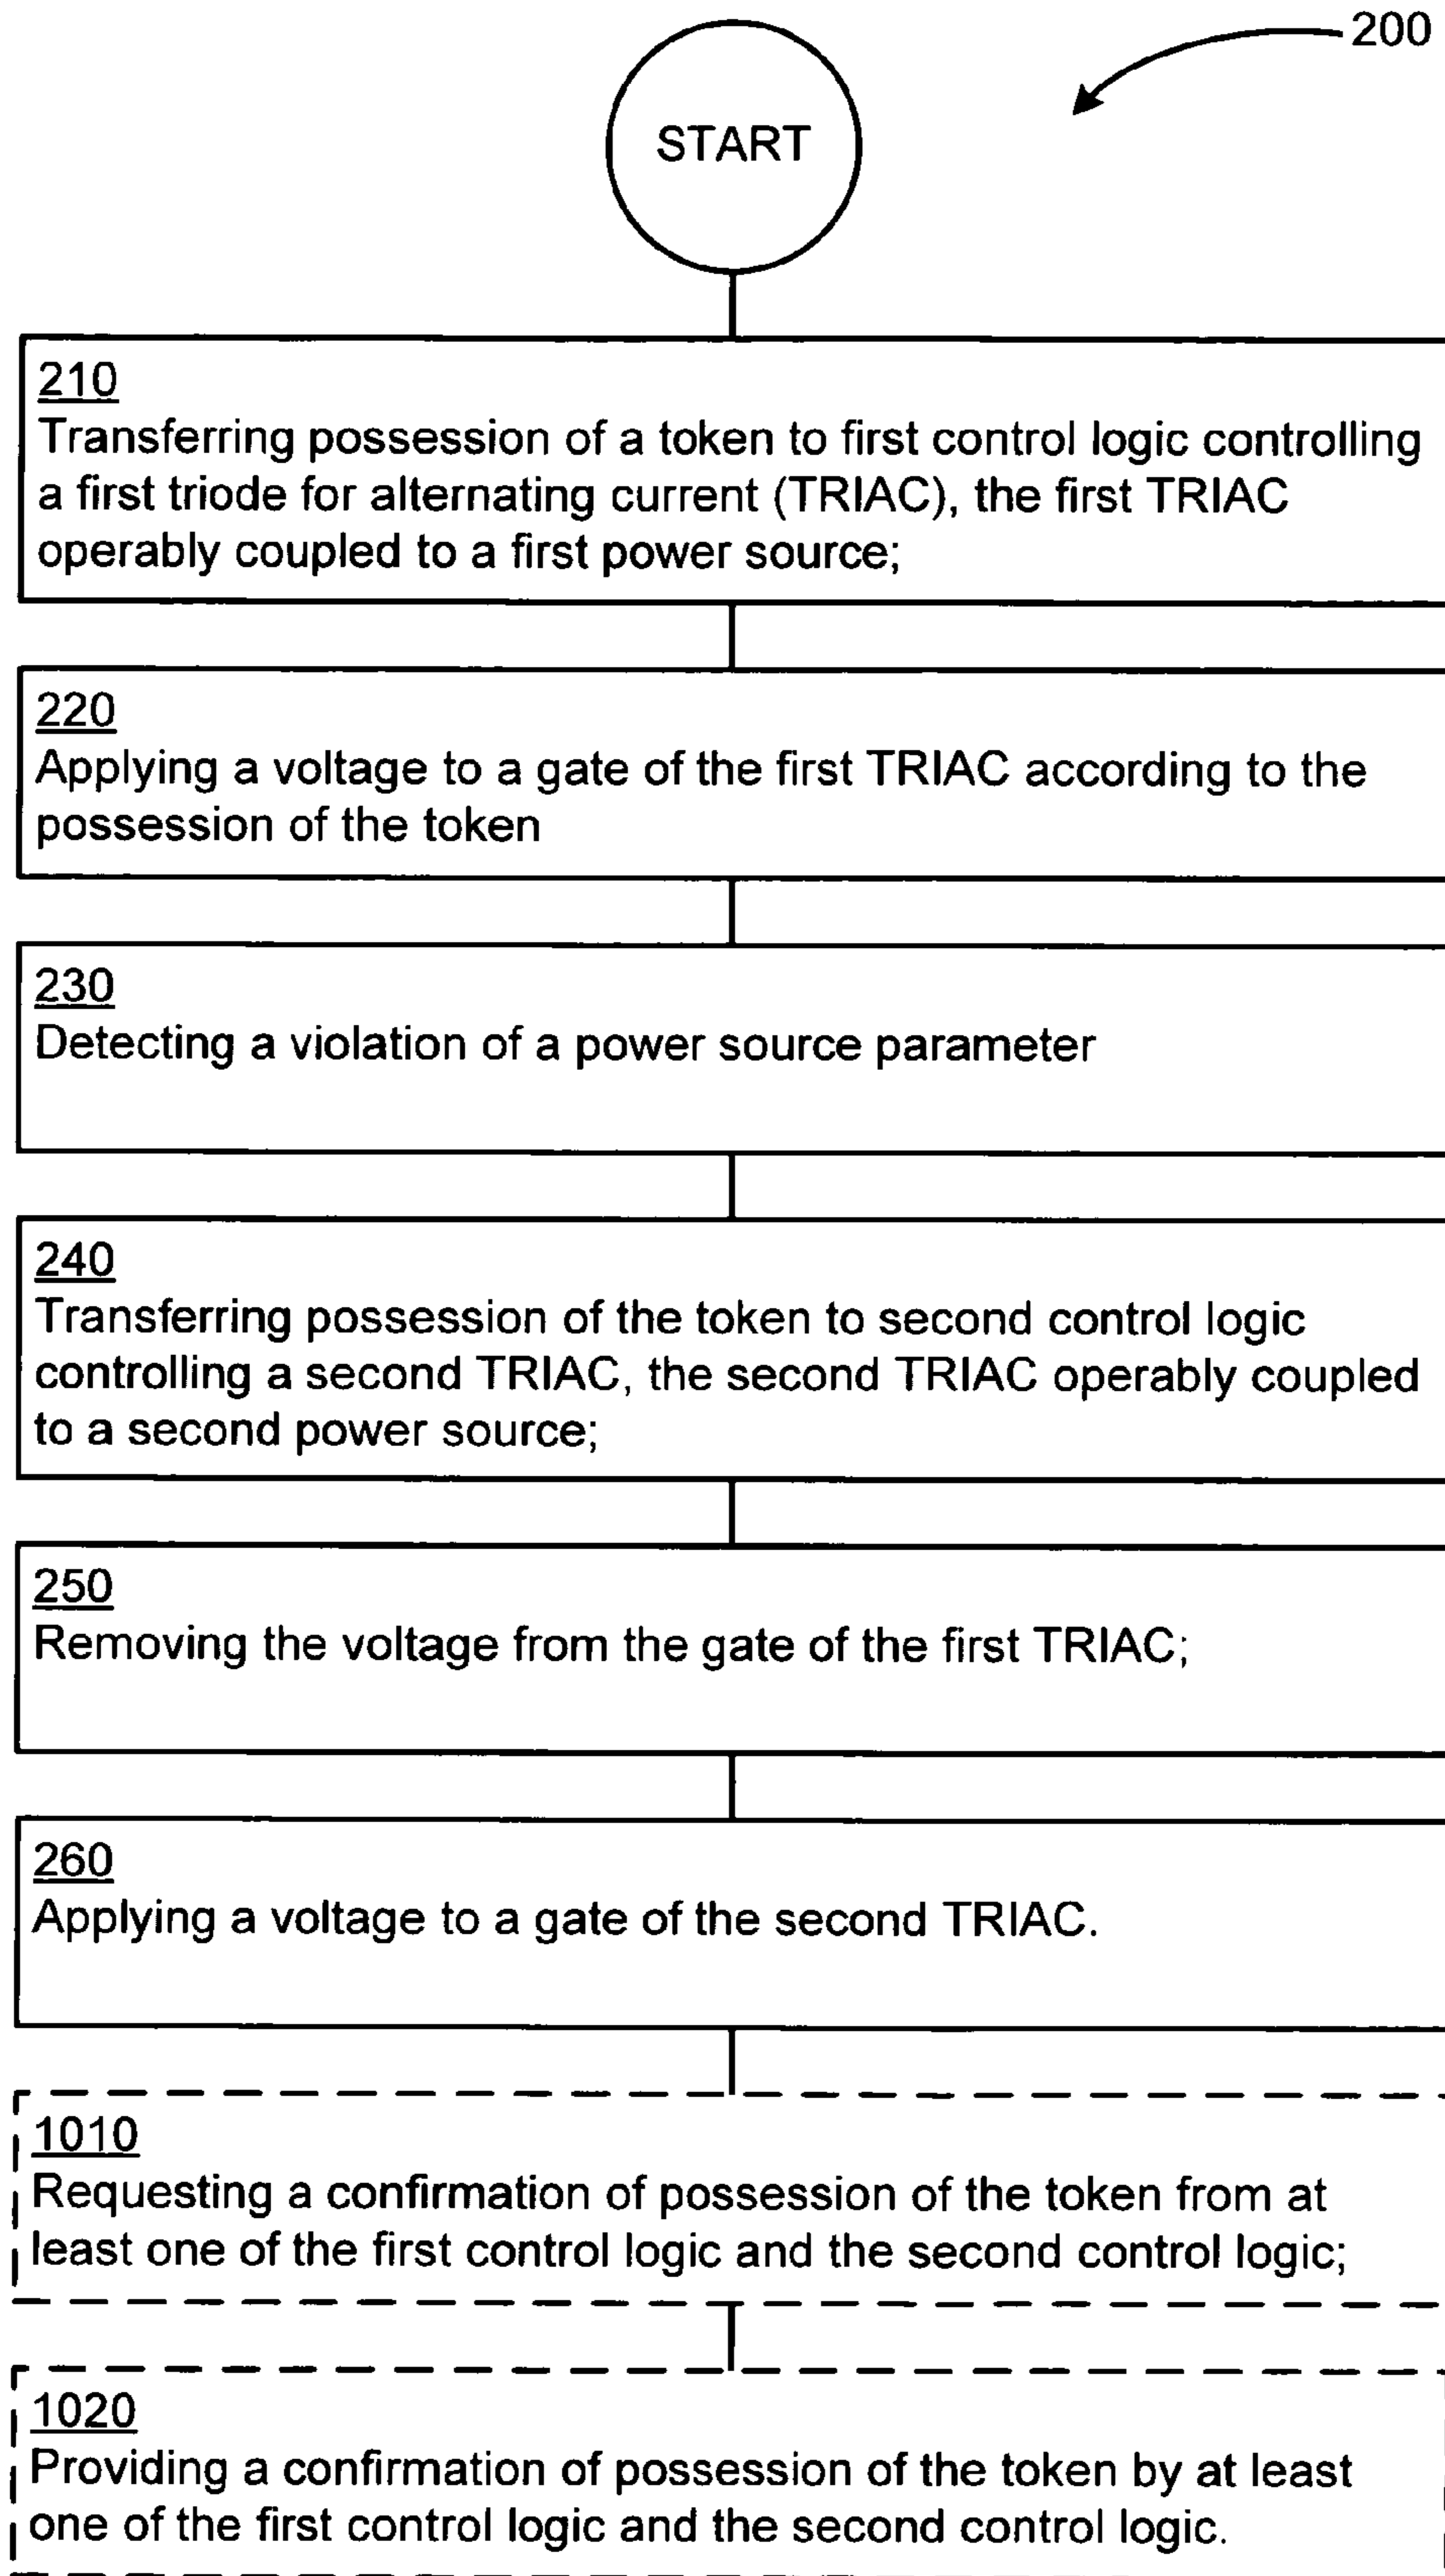 200
START
210
Transferring possession of a token to first control logic controlling
a first triode for alternating current (TRIAC), the first TRIAC
operably coupled to a first power source;
220
Applying a voltage to a gate of the first TRIAC according to the
possession of the token
230
Detecting a violation of a power source parameter
240
Transferring possession of the token to second control logic
controlling a second TRIAC, the second TRIAC operably coupled
to a second power source;
250
Removing the voltage from the gate of the first TRIAC;
260
Applying a voltage to a gate of the second TRIAC.
1010
Requesting a confirmation of possession of the token from at
least one of the first control logic and the second control logic;
1020
Providing a confirmation of possession of the token by at least
one of the first control logic and the second control logic.